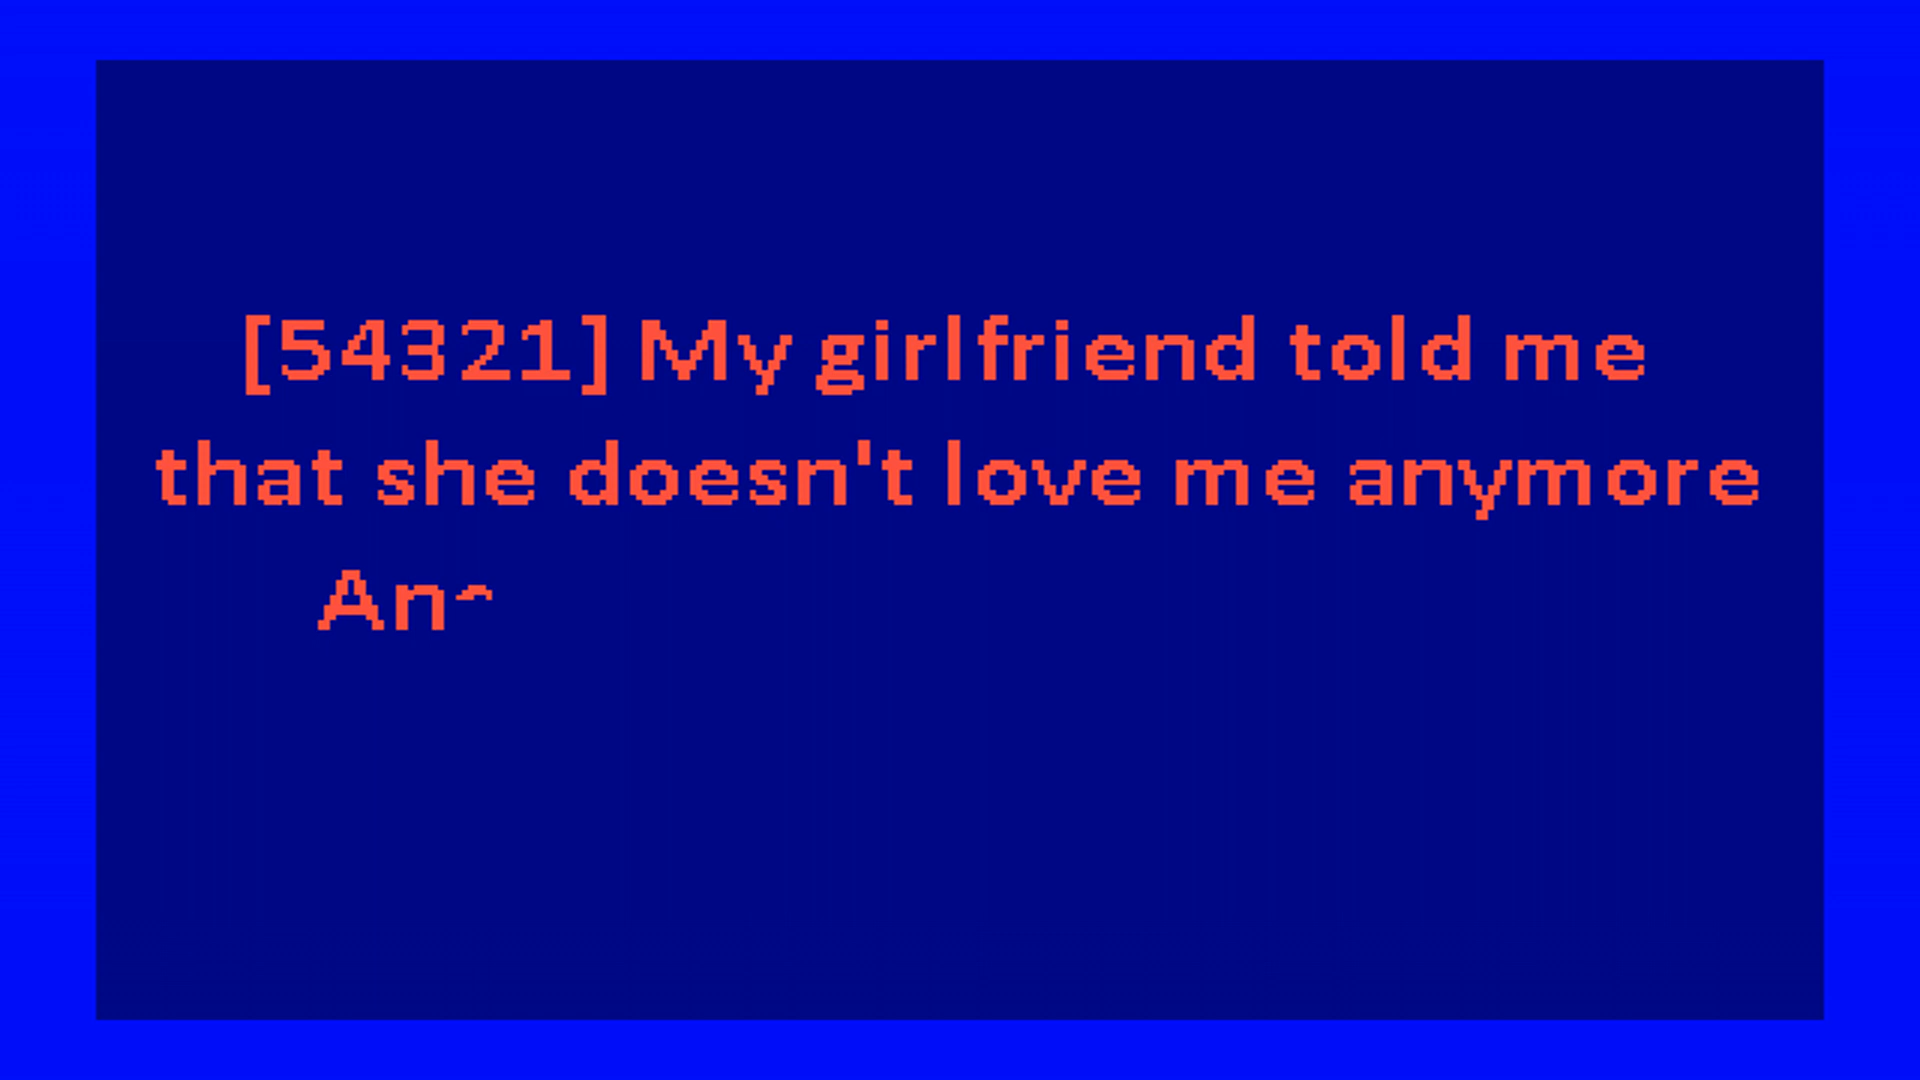 [54321] My girlfriend told me
that she doesn't love me anymore
An